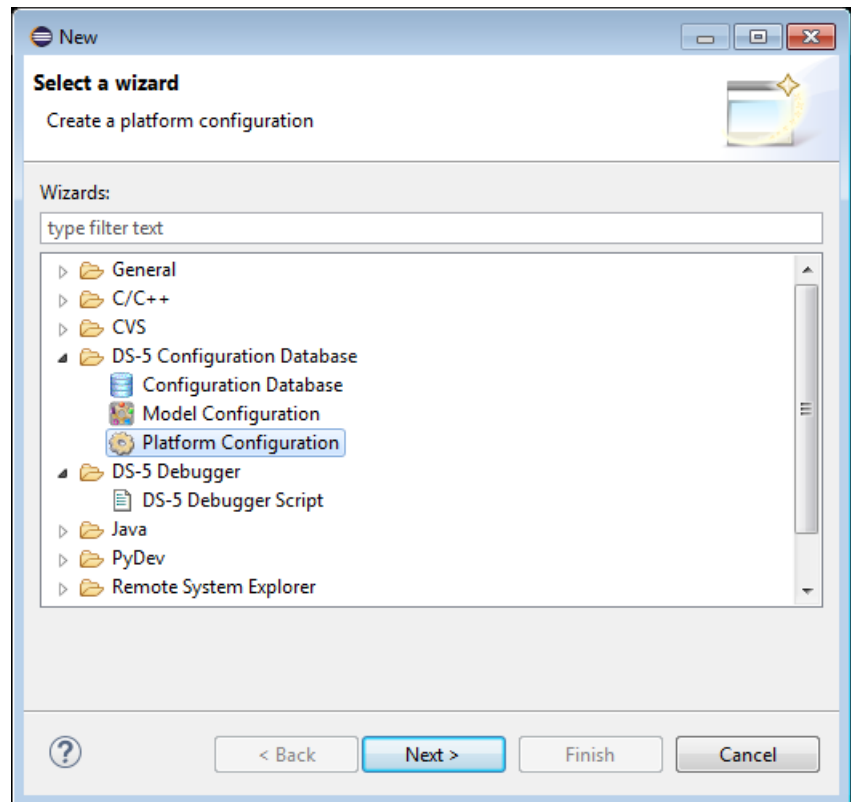 New
Select a wizard
Create a platform configuration
Wizards:
type filter text
General
C/C++
CVS
DS-5 Configuration Database
Configuration Database
Model Configuration
Platform Configuration
DS-5 Debugger
DS-5 Debugger Script
Java
PyDev
Remote System Explorer
? < Back Next > Finish Cancel